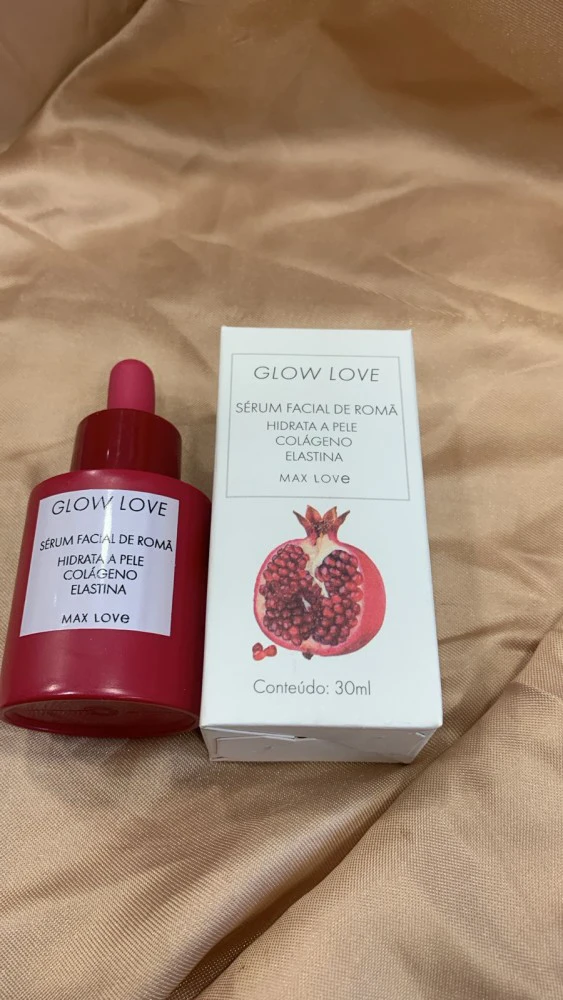 GLOW LOVE
SÉRUM FACIAL DE ROMÃ
HIDRATA A PELE
COLÁGENO
ELASTINA
MAX LOVe
GLOW LOVE
SÉRUM FACIAL DE ROMÃ
HIDRATA A PELE
COLÁGENO
ELASTINA
MAX LOVe
Conteúdo: 30ml